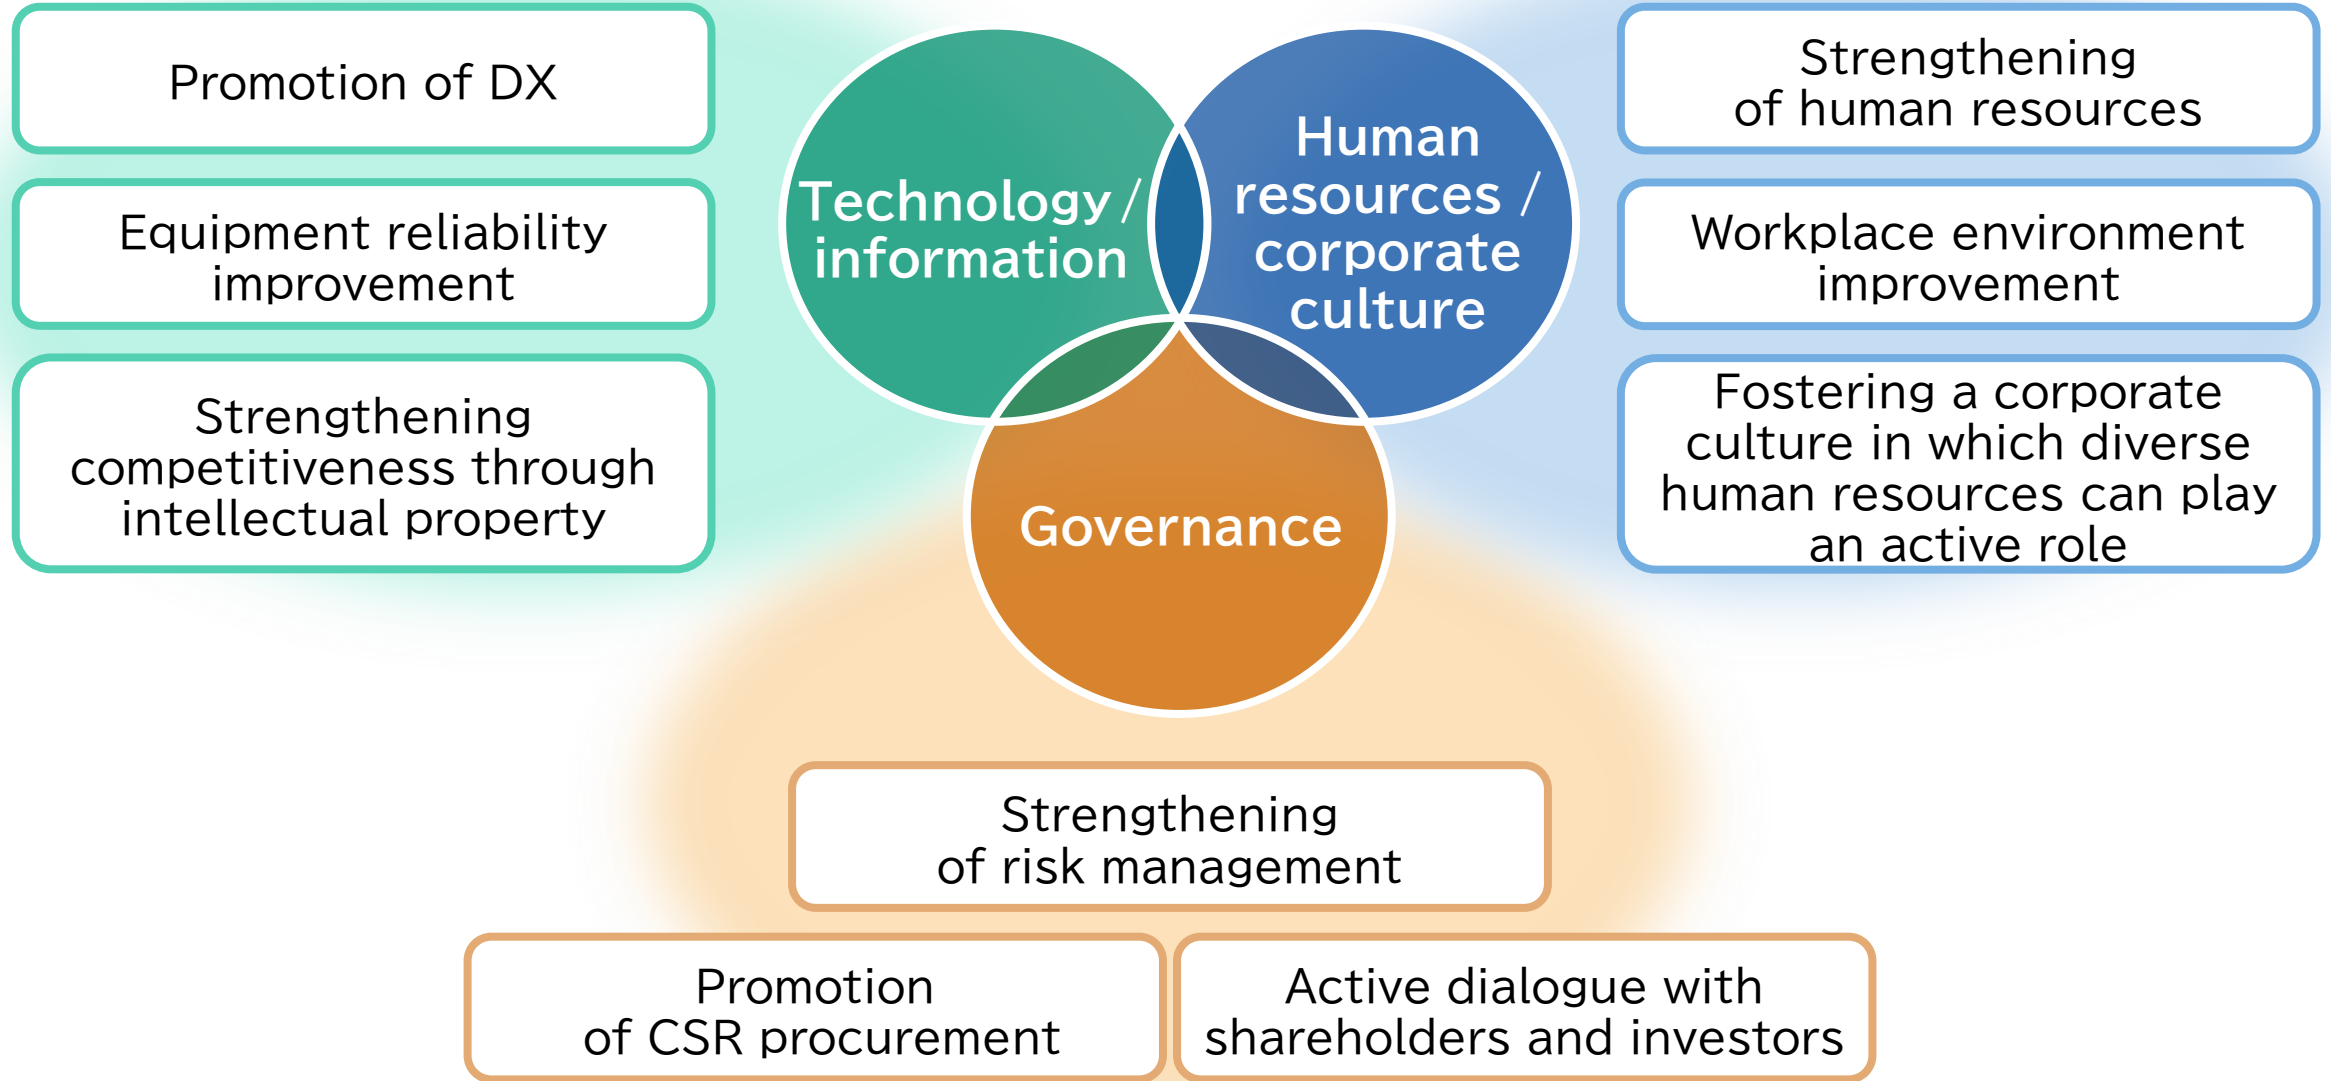 Promotion of DX
Equipment reliability
improvement
Strengthening
competitiveness through
intellectual property
Technology/
information
Human
resources /
corporate
culture
Governance
Strengthening
of human resources
Workplace environment
improvement
Fostering a corporate
culture in which diverse
human resources can play
an active role
Strengthening
of risk management
Promotion
of CSR procurement
Active dialogue with
shareholders and investors